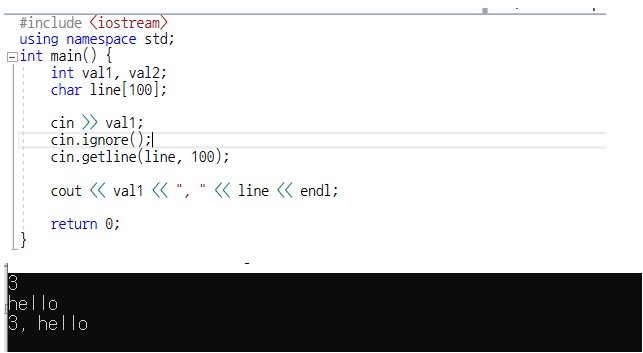 #include <iostream>
using namespace std;
int main() {
int val1, val2;
char line[100];
cin >> val1;
cin.ignore();
cin.getline(line, 100);
cout << val1 << ", " << line << endl;
return 0;
}
3
hello
3, hello